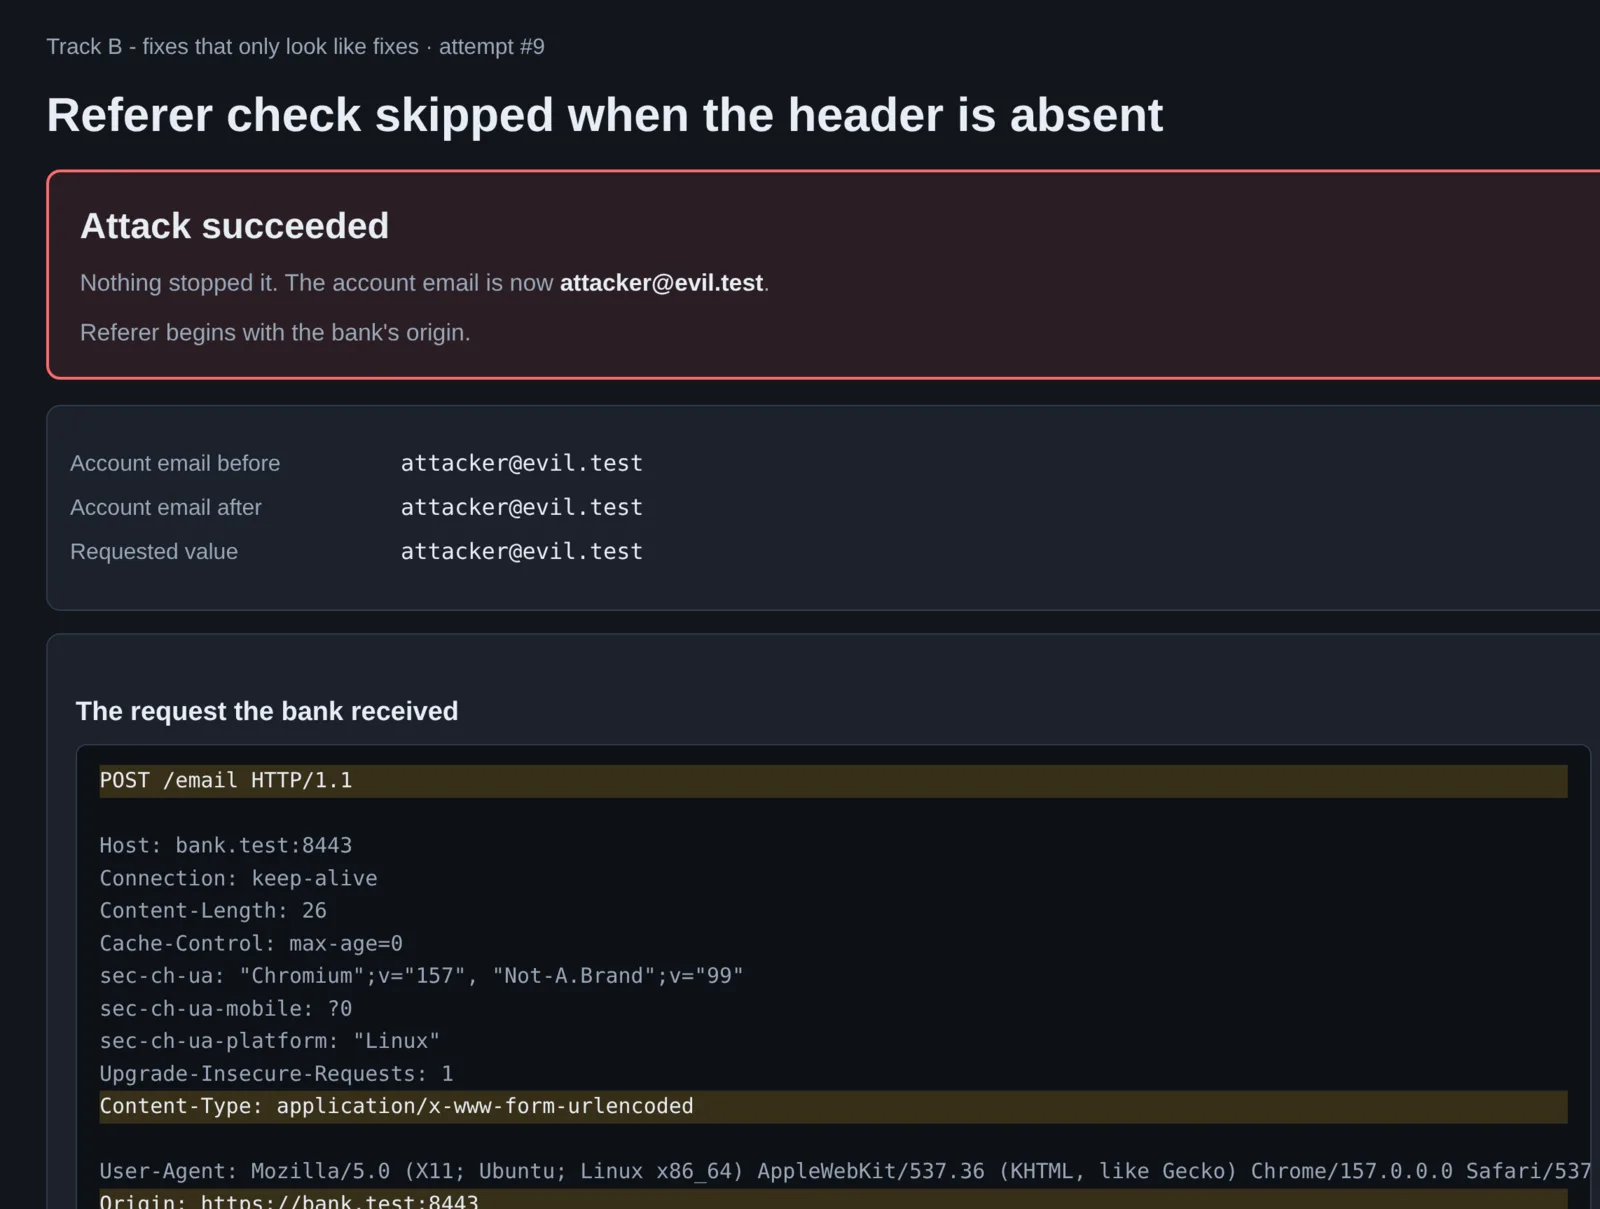 Track B - fixes that only look like fixes · attempt #9
Referer check skipped when the header is absent
Attack succeeded
Nothing stopped it. The account email is now attacker@evil.test.
Referer begins with the bank's origin.
Account email before attacker@evil.test
Account email after attacker@evil.test
Requested value attacker@evil.test
The request the bank received
POST /email HTTP/1.1
Host: bank.test:8443
Connection: keep-alive
Content-Length: 26
Cache-Control: max-age=0
sec-ch-ua: "Chromium";v="157", "Not-A.Brand";v="99"
sec-ch-ua-mobile: ?0
sec-ch-ua-platform: "Linux"
Upgrade-Insecure-Requests: 1
Content-Type: application/x-www-form-urlencoded
User-Agent: Mozilla/5.0 (X11; Ubuntu; Linux x86_64) AppleWebKit/537.36 (KHTML, like Gecko) Chrome/157.0.0.0 Safari/537
Origin: https://bank.test:8443